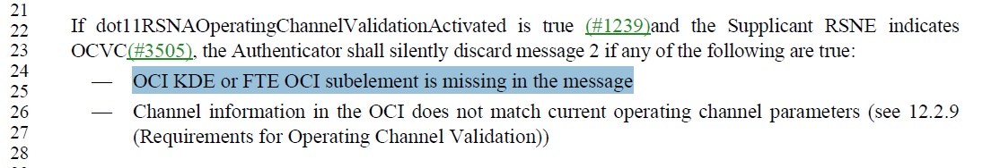 21
22 If dot11RSNAOperatingChannelValidationActivated is true (#1239)and the Supplicant RSNE indicates
23 OCVC(#3505), the Authenticator shall silently discard message 2 if any of the following are true:
24 — OCI KDE or FTE OCI subelement is missing in the message
25
26 — Channel information in the OCI does not match current operating channel parameters (see 12.2.9
27 (Requirements for Operating Channel Validation))
28